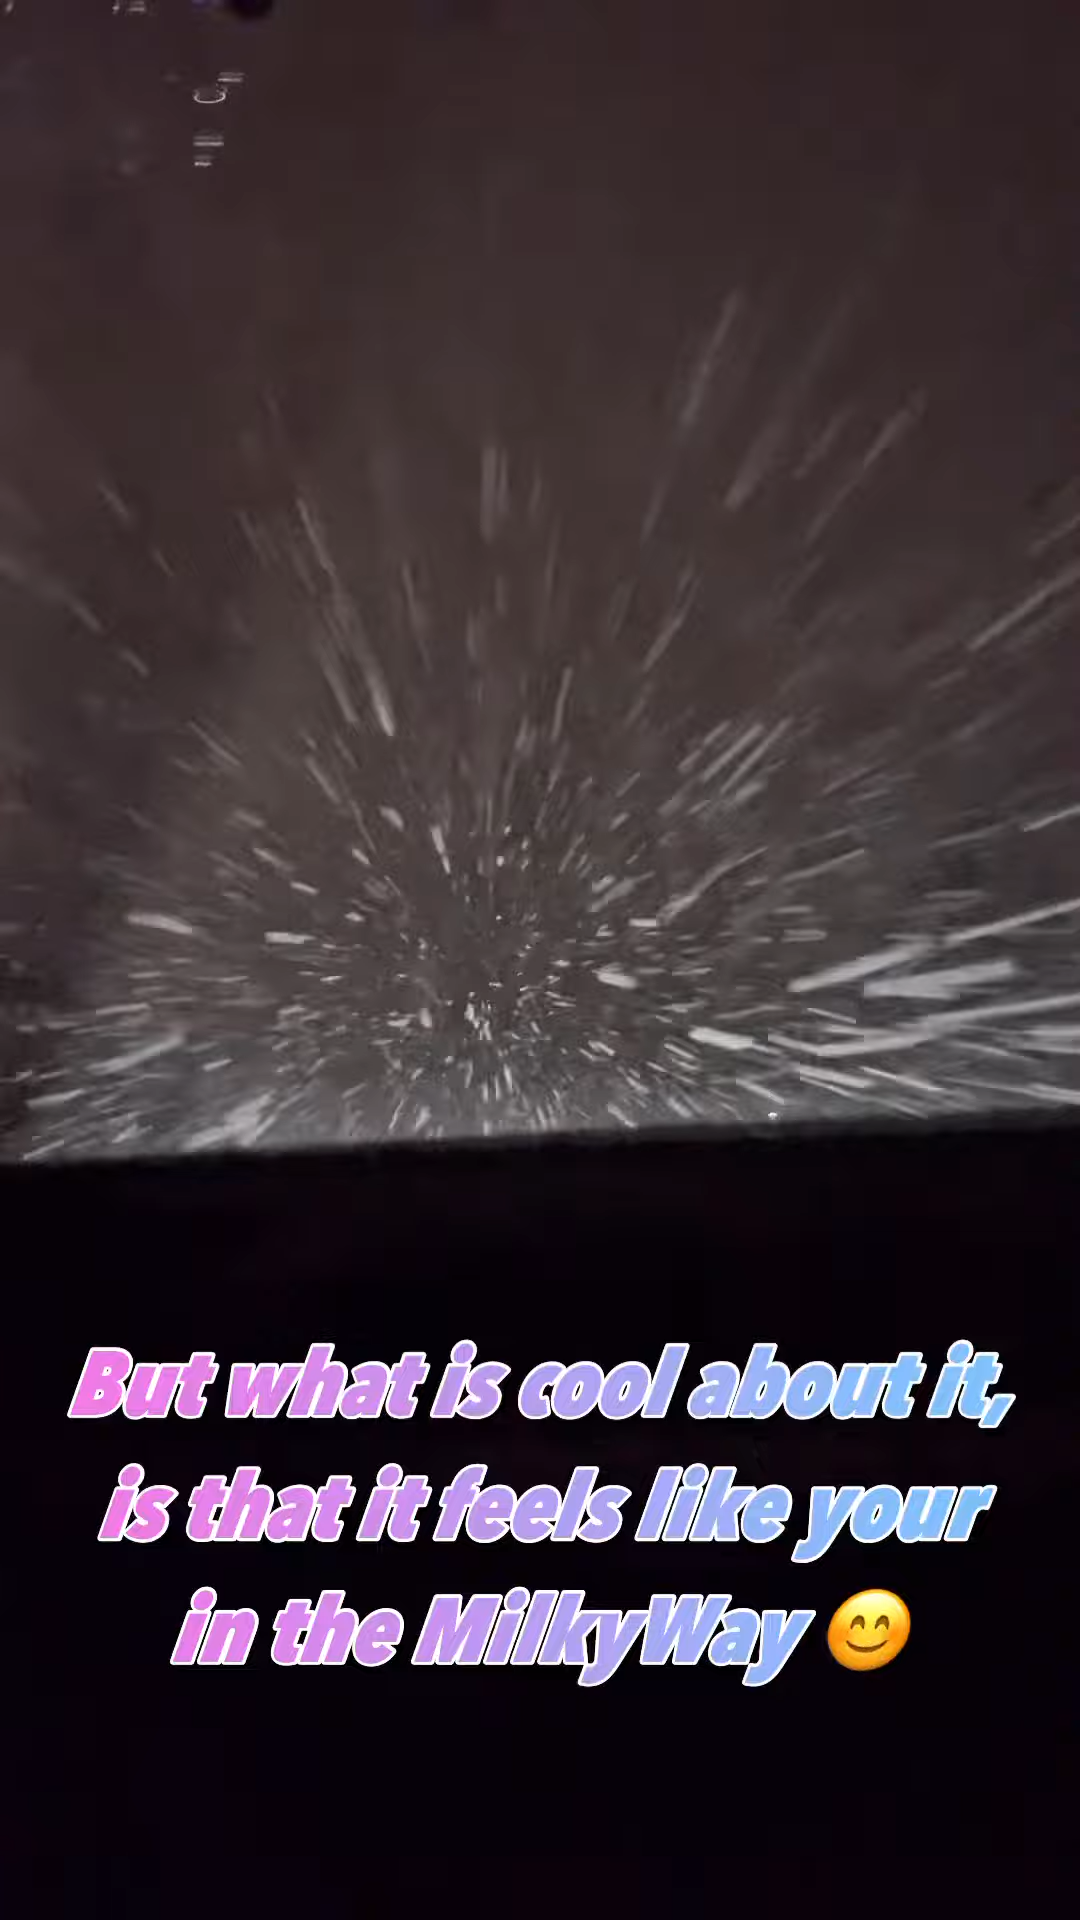 But what is cool about it,
is that it feels like your
in the MilkyWay 😊